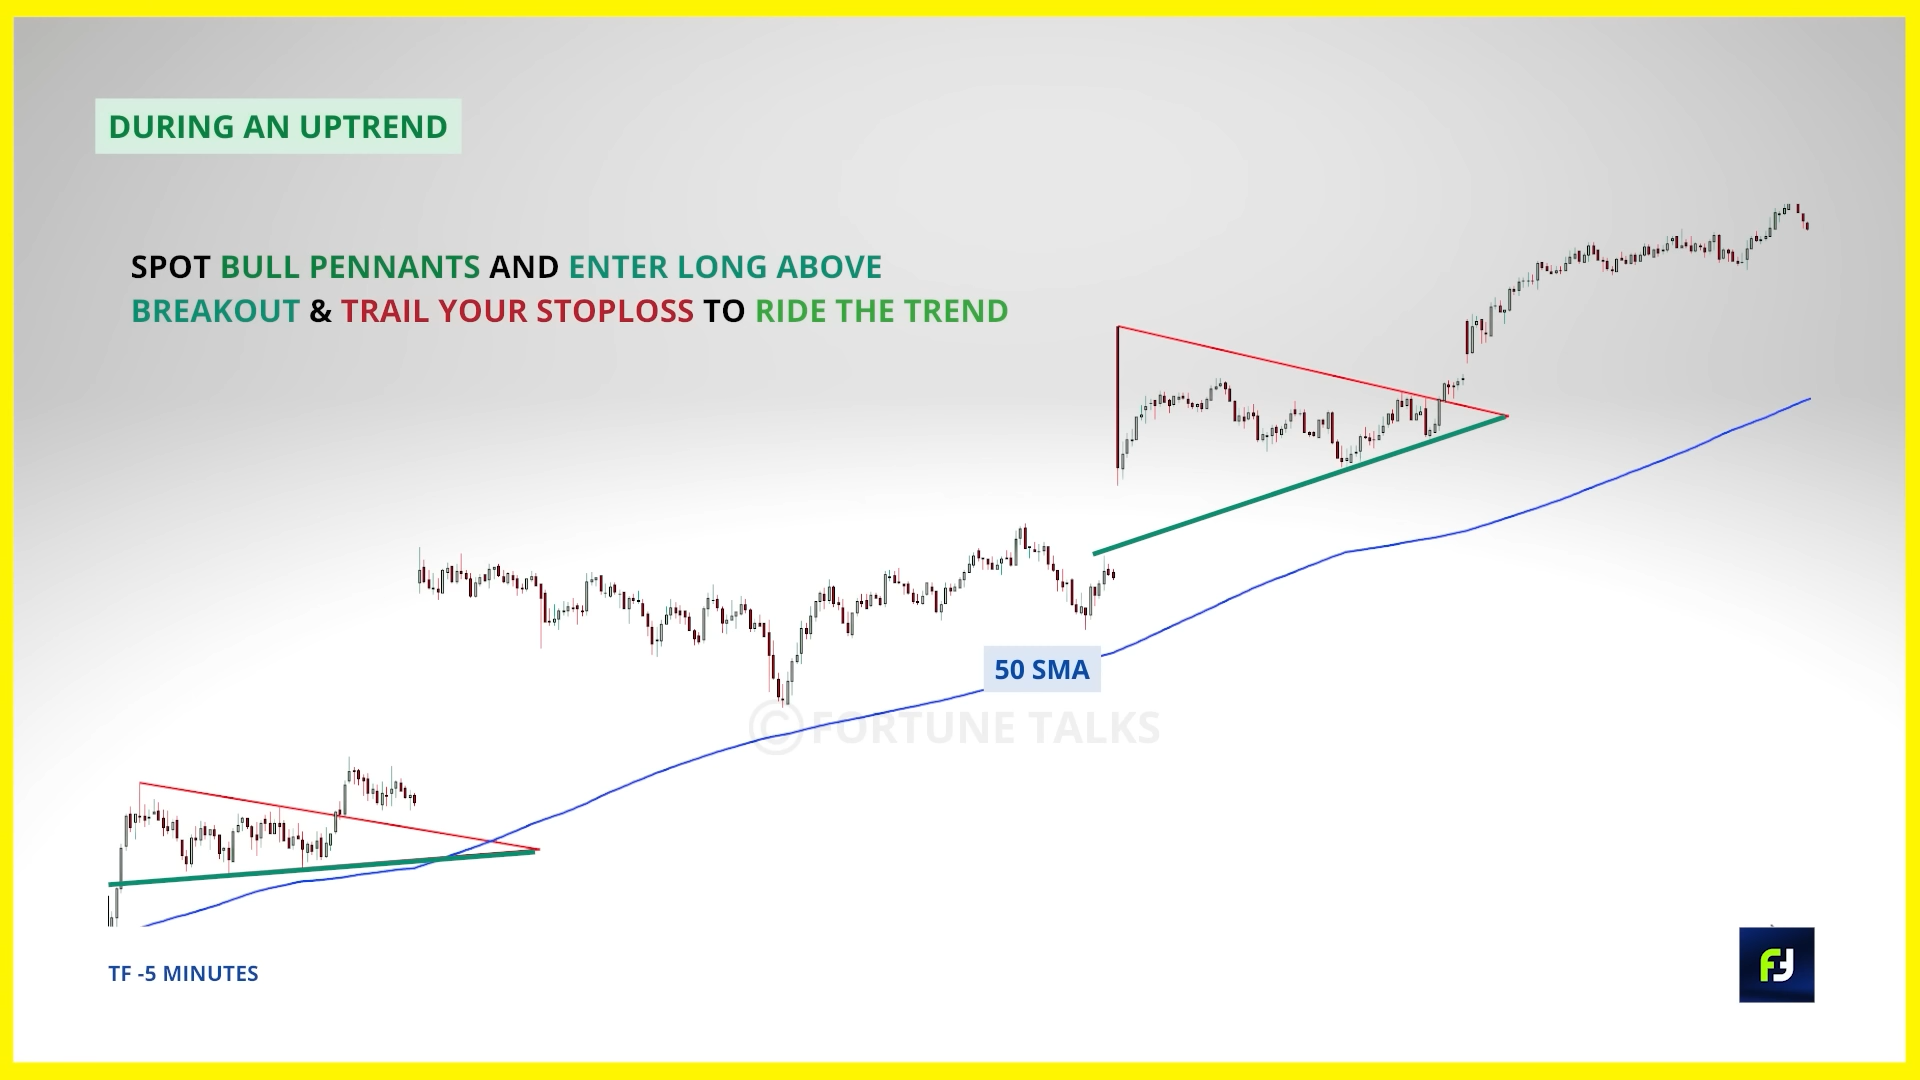 DURING AN UPTREND
SPOT BULL PENNANTS AND ENTER LONG ABOVE
BREAKOUT & TRAIL YOUR STOPLOSS TO RIDE THE TREND
50 SMA
© FORTUNE TALKS
TF -5 MINUTES